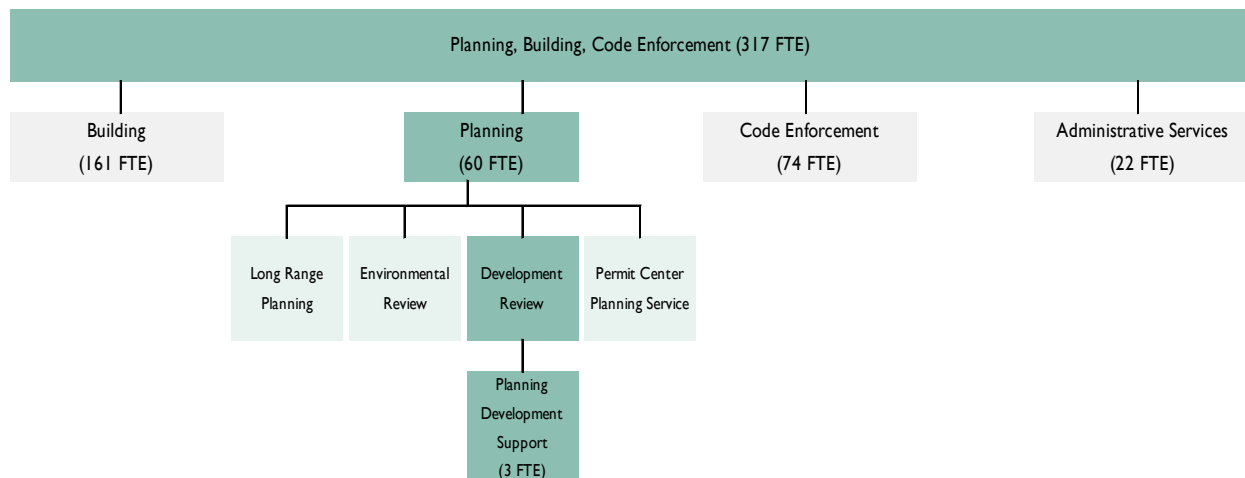 Planning, Building, Code Enforcement (317 FTE)
Building
(161 FTE)
Planning
(60 FTE)
Code Enforcement
(74 FTE)
Administrative Services
(22 FTE)
Long Range
Planning
Environmental
Review
Development
Review
Permit Center
Planning Service
Planning
Development
Support
(3 FTE)